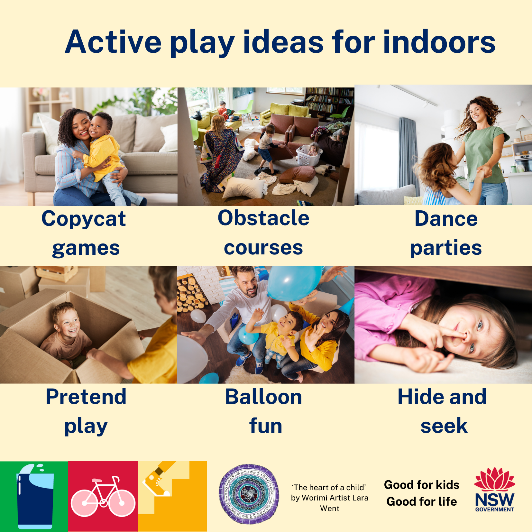 Active play ideas for indoors
Copycat
games
Obstacle
courses
Dance
parties
Pretend
play
Balloon
fun
Hide and
seek
'The heart of a child'
by Worimi Artist Lara
Went
Good for kids
Good for life
NSW
GOVERNMENT